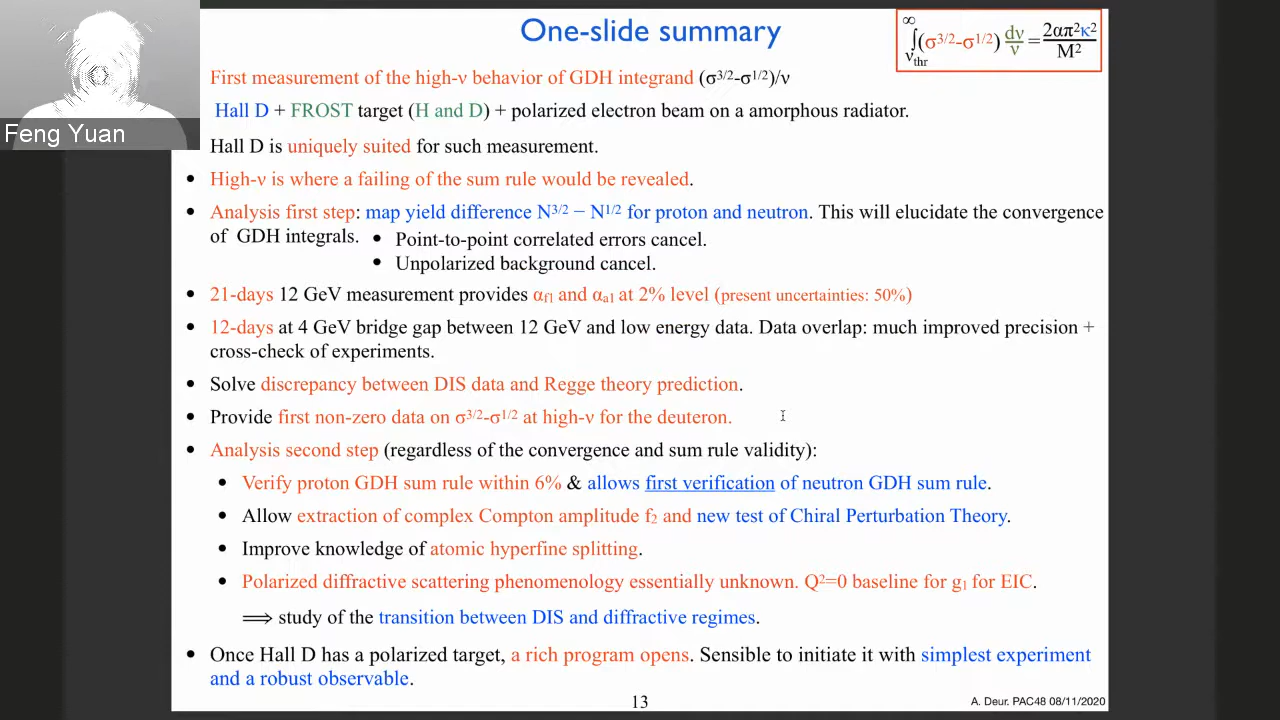 One-slide summary
∞
∫(σ3/2-σ1/2) dν/ν = 2απ²κ²/M²
νthr
Feng Yuan
First measurement of the high-ν behavior of GDH integrand (σ3/2-σ1/2)/ν
Hall D + FROST target (H and D) + polarized electron beam on a amorphous radiator.
Hall D is uniquely suited for such measurement.
• High-ν is where a failing of the sum rule would be revealed.
• Analysis first step: map yield difference N3/2 − N1/2 for proton and neutron. This will elucidate the convergence
of GDH integrals.
• Point-to-point correlated errors cancel.
• Unpolarized background cancel.
• 21-days 12 GeV measurement provides αf1 and αa1 at 2% level (present uncertainties: 50%)
• 12-days at 4 GeV bridge gap between 12 GeV and low energy data. Data overlap: much improved precision +
cross-check of experiments.
• Solve discrepancy between DIS data and Regge theory prediction.
• Provide first non-zero data on σ3/2-σ1/2 at high-ν for the deuteron.
• Analysis second step (regardless of the convergence and sum rule validity):
• Verify proton GDH sum rule within 6% & allows first verification of neutron GDH sum rule.
• Allow extraction of complex Compton amplitude f₂ and new test of Chiral Perturbation Theory.
• Improve knowledge of atomic hyperfine splitting.
• Polarized diffractive scattering phenomenology essentially unknown. Q²=0 baseline for g₁ for EIC.
⟹ study of the transition between DIS and diffractive regimes.
• Once Hall D has a polarized target, a rich program opens. Sensible to initiate it with simplest experiment
and a robust observable.
13
A. Deur. PAC48 08/11/2020